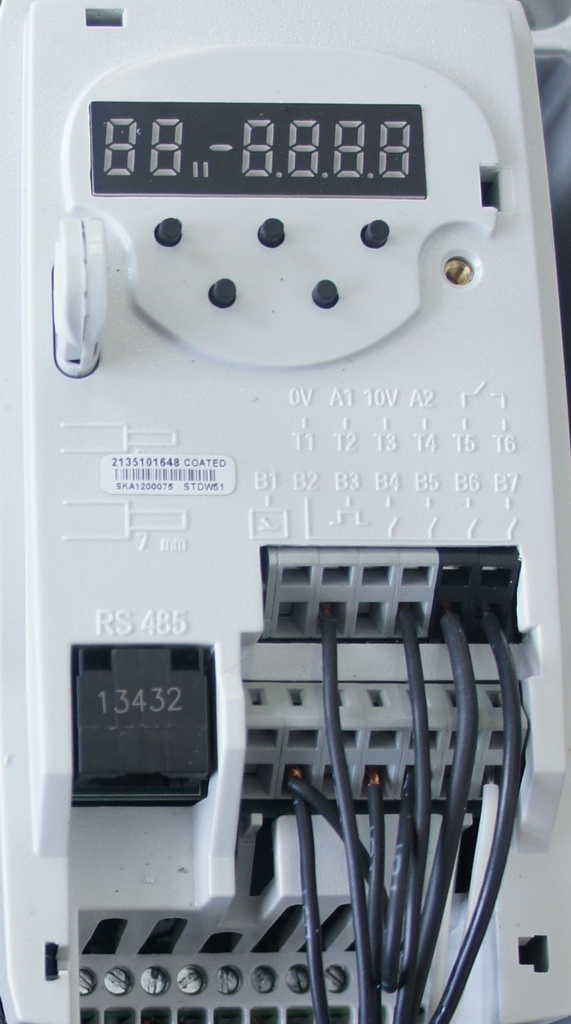 0V A1 10V A2
T1 T2 T3 T4 T5 T6
2135101648 COATED
SKA1200075 STDW51
B1 B2 B3 B4 B5 B6 B7
7 mm
RS 485
13432